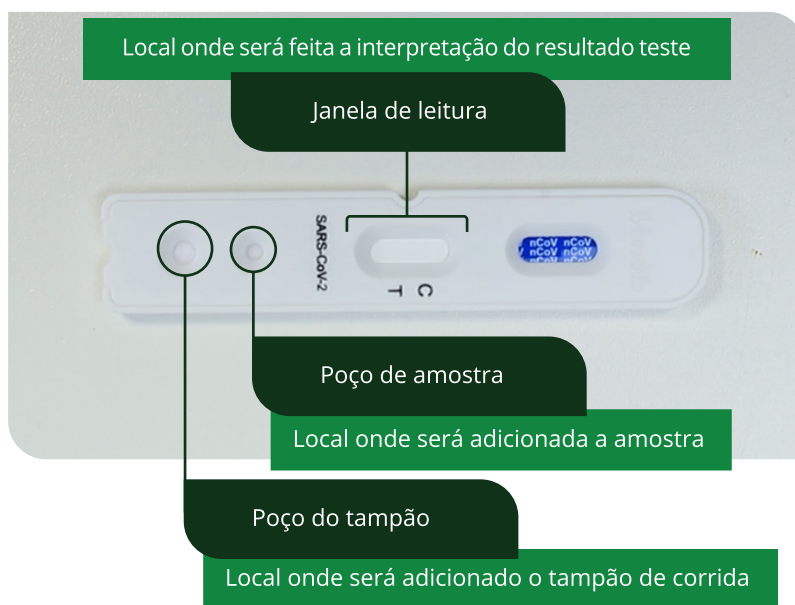 Local onde será feita a interpretação do resultado teste
Janela de leitura
SARS-CoV-2
T
C
nCoV nCoV
nCoV nCoV
Poço de amostra
Local onde será adicionada a amostra
Poço do tampão
Local onde será adicionado o tampão de corrida